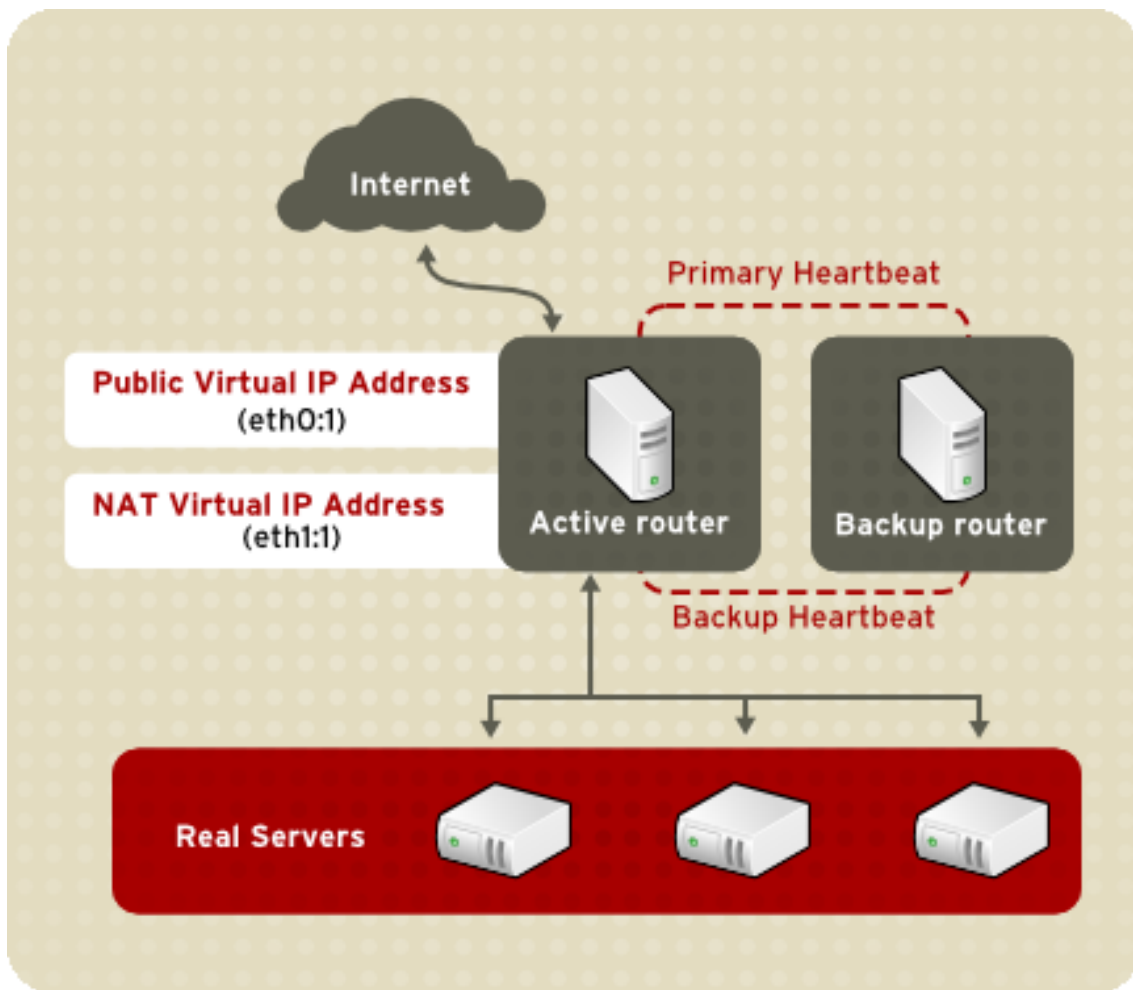 Internet
Primary Heartbeat
Public Virtual IP Address
(eth0:1)
NAT Virtual IP Address
(eth1:1)
Active router
Backup router
Backup Heartbeat
Real Servers